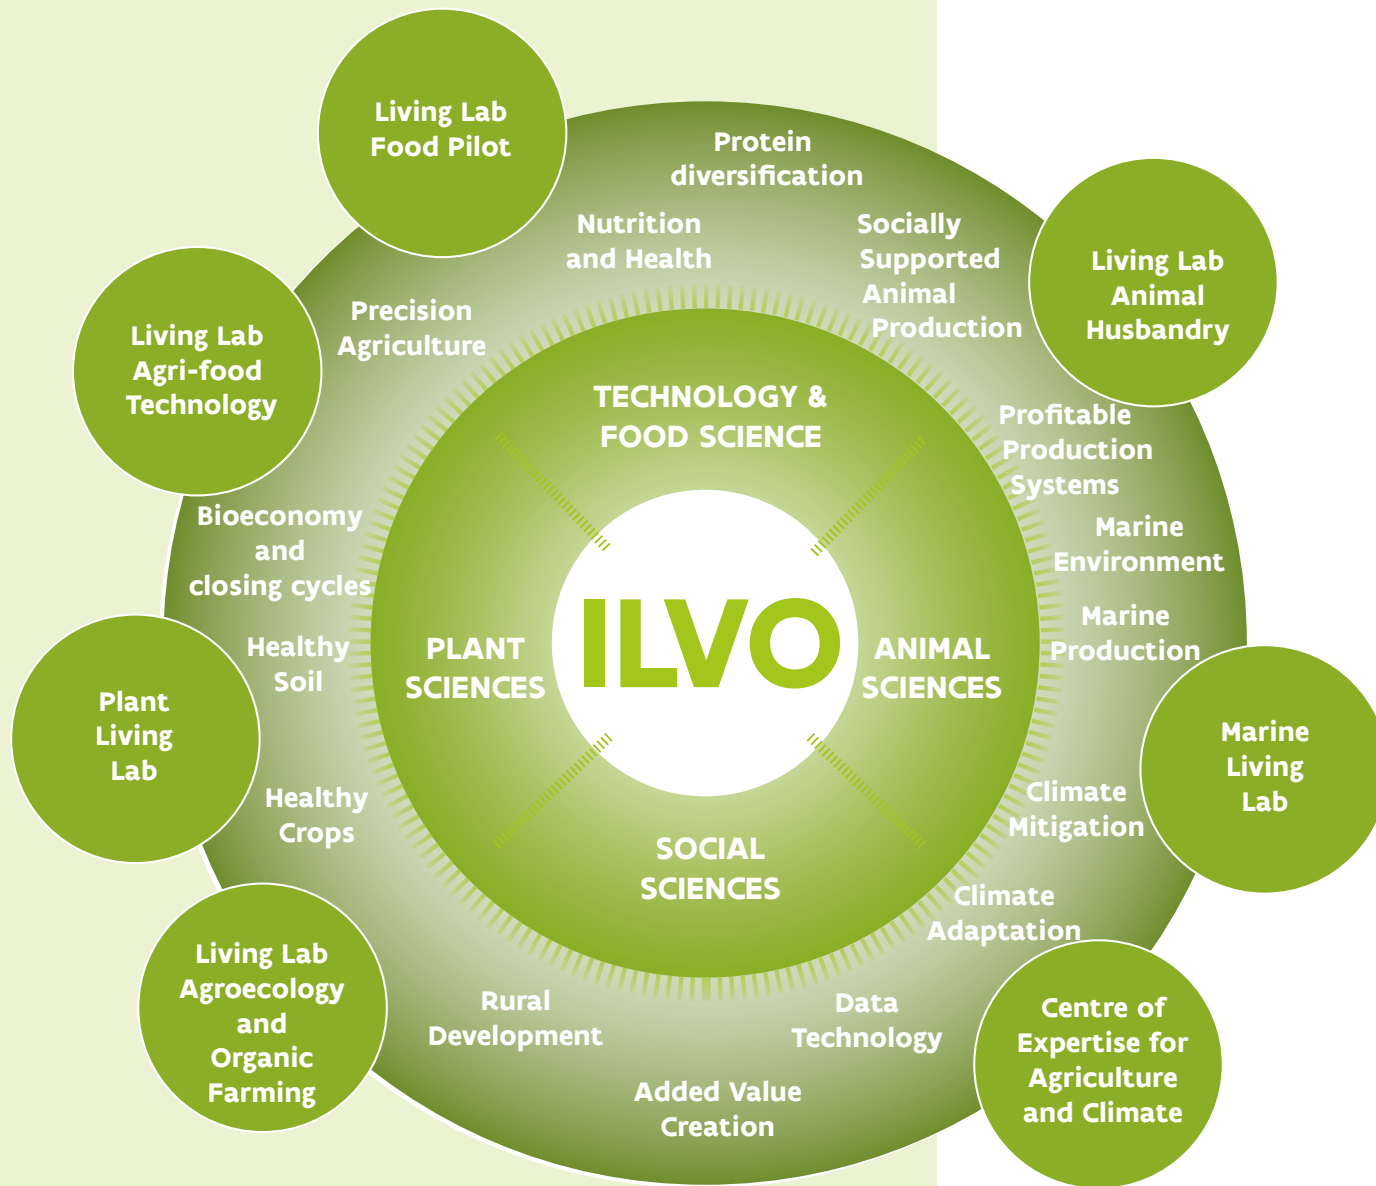 Living Lab
Food Pilot
Protein
diversification
Nutrition
and Health
Socially
Supported
Animal
Production
Living Lab
Animal
Husbandry
Precision
Agriculture
Living Lab
Agri-food
Technology
TECHNOLOGY &
FOOD SCIENCE
Profitable
Production
Systems
Bioeconomy
and
closing cycles
Marine
Environment
Healthy
Soil
PLANT
SCIENCES
ILVO
ANIMAL
SCIENCES
Marine
Production
Plant
Living
Lab
Marine
Living
Lab
Healthy
Crops
SOCIAL
SCIENCES
Climate
Mitigation
Climate
Adaptation
Living Lab
Agroecology
and
Organic
Farming
Rural
Development
Data
Technology
Added Value
Creation
Centre of
Expertise for
Agriculture
and Climate